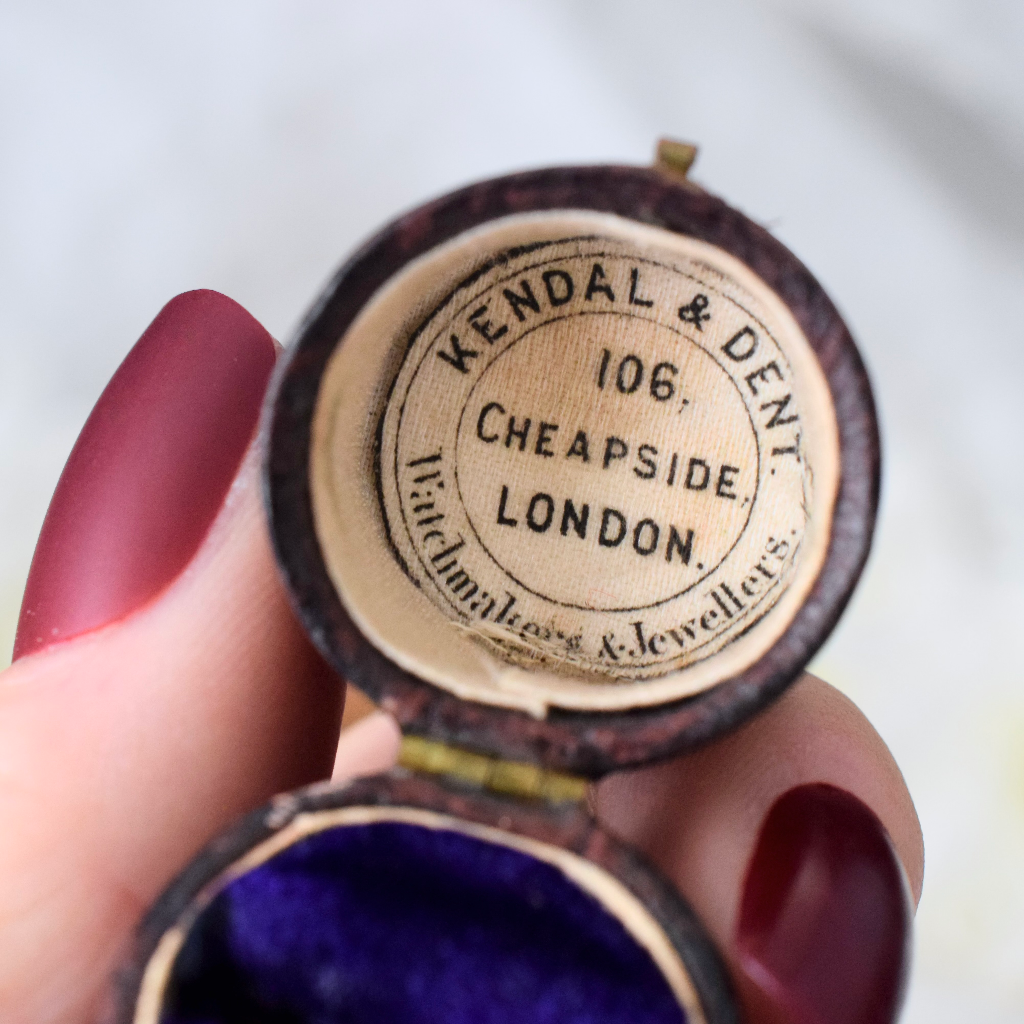 KENDAL & DENT.
106,
CHEAPSIDE,
LONDON.
Watchmakers & Jewellers.